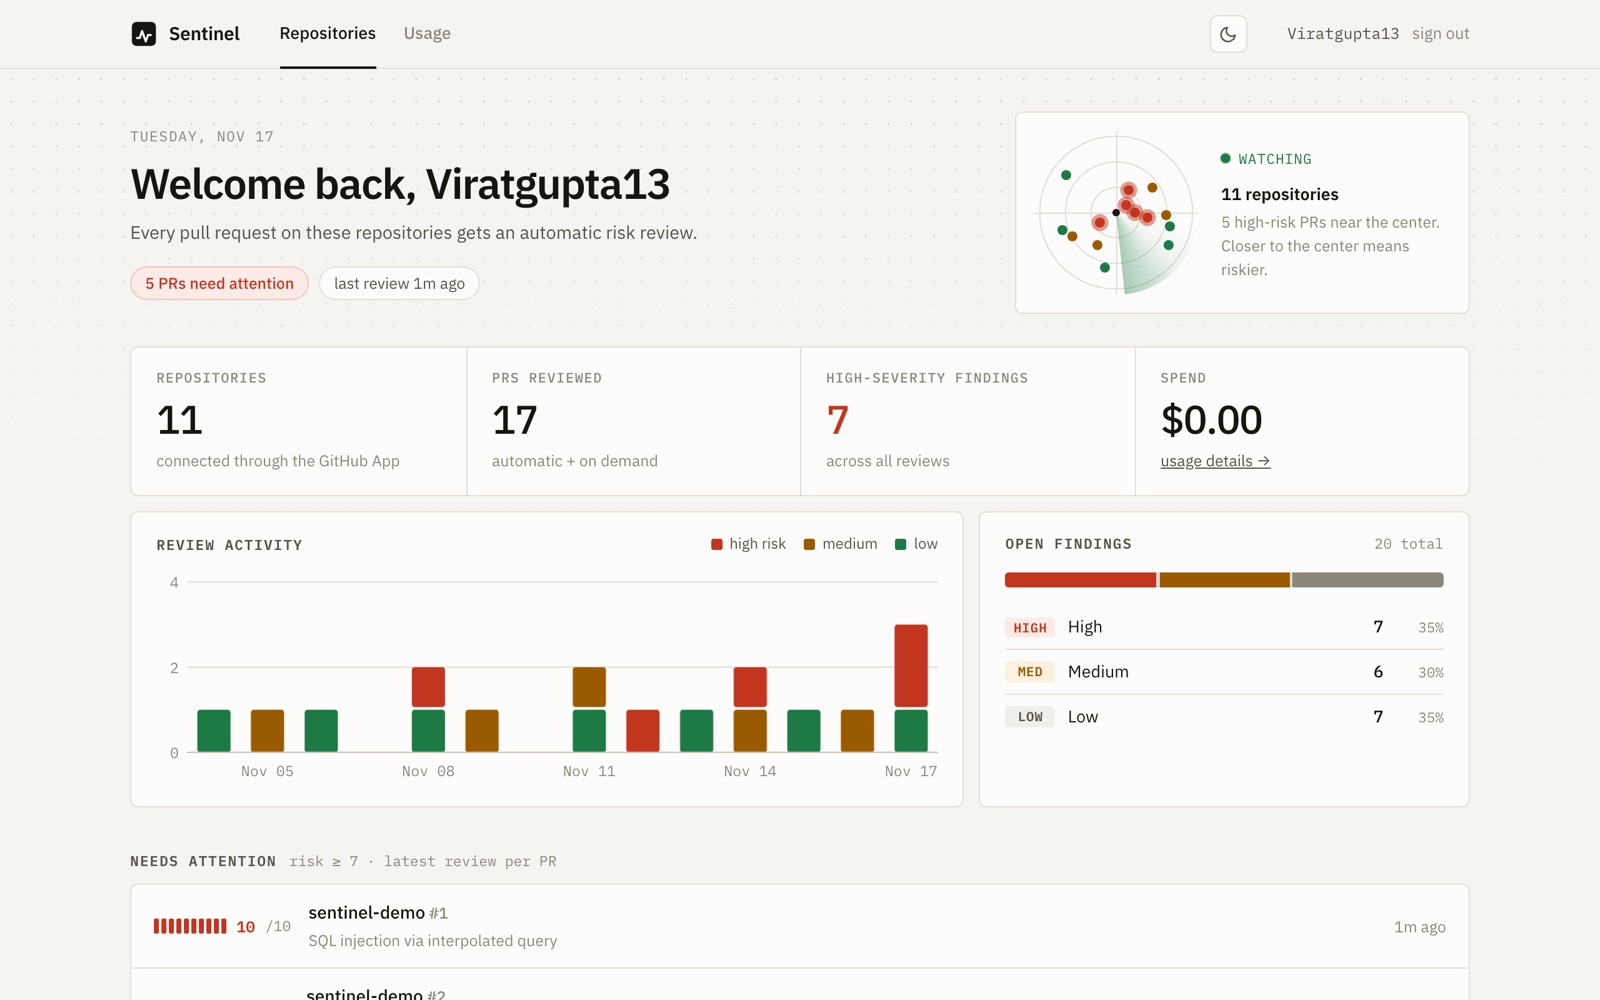 Sentinel
Repositories
Usage
Viratgupta13
sign out
TUESDAY, NOV 17
Welcome back, Viratgupta13
Every pull request on these repositories gets an automatic risk review.
5 PRs need attention
last review 1m ago
WATCHING
11 repositories
5 high-risk PRs near the center.
Closer to the center means
riskier.
REPOSITORIES
11
connected through the GitHub App
PRS REVIEWED
17
automatic + on demand
HIGH-SEVERITY FINDINGS
7
across all reviews
SPEND
$0.00
usage details →
REVIEW ACTIVITY
high risk
medium
low
4
2
0
Nov 05
Nov 08
Nov 11
Nov 14
Nov 17
OPEN FINDINGS
20 total
HIGH High 7 35%
MED Medium 6 30%
LOW Low 7 35%
NEEDS ATTENTION risk ≥ 7 · latest review per PR
10 /10
sentinel-demo #1
SQL injection via interpolated query
1m ago
sentinel-demo #2